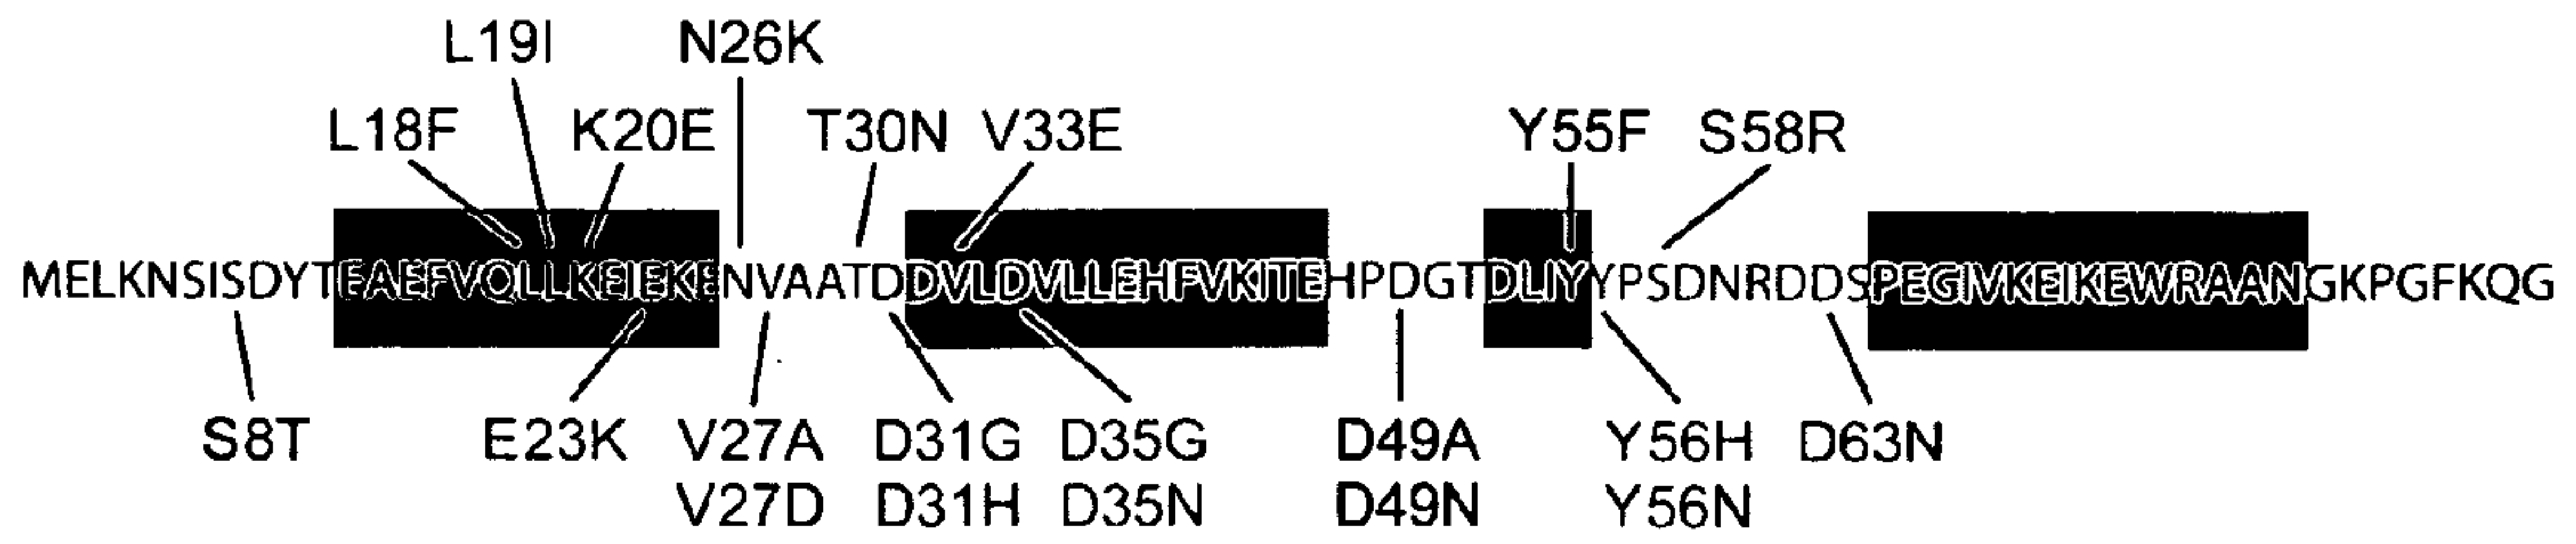 L19I N26K
L18F K20E T30N V33E Y55F S58R
MELKNSISDYTEAEFVQLLKEIEKENVAATDDVLDVLLEHFVKITEHPDGTDLIYYPSDNRDDSPEGIVKEIKEWRAANGKPGFKQG
S8T E23K V27A D31G D35G D49A Y56H D63N
V27D D31H D35N D49N Y56N